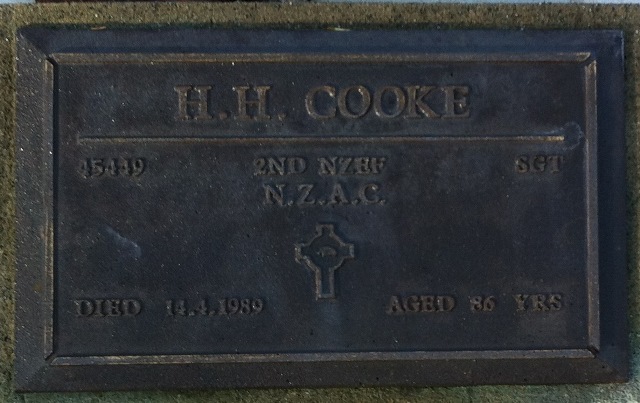 H.H. COOKE
45449 2ND NZEF SGT
N.Z.A.C.
DIED 14.4.1989 AGED 86 YRS